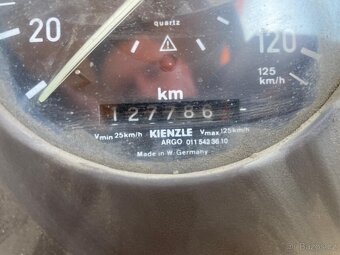 quartz
20
120
125
km/h
km
127786
Vmin 25km/h KIENZLE Vmax 125km/h
ARGO 011 543 36 10
Made in W. Germany